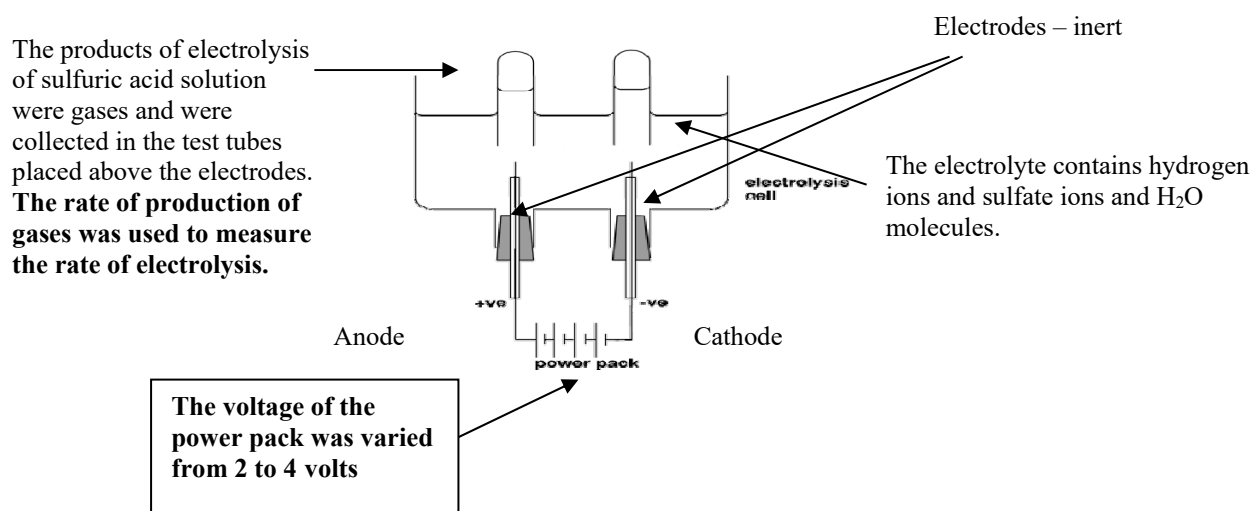 The products of electrolysis
of sulfuric acid solution
were gases and were
collected in the test tubes
placed above the electrodes.
The rate of production of
gases was used to measure
the rate of electrolysis.
Electrodes – inert
The electrolyte contains hydrogen
ions and sulfate ions and H₂O
molecules.
electrolysis
cell
+ve
-ve
Anode
Cathode
power pack
The voltage of the
power pack was varied
from 2 to 4 volts